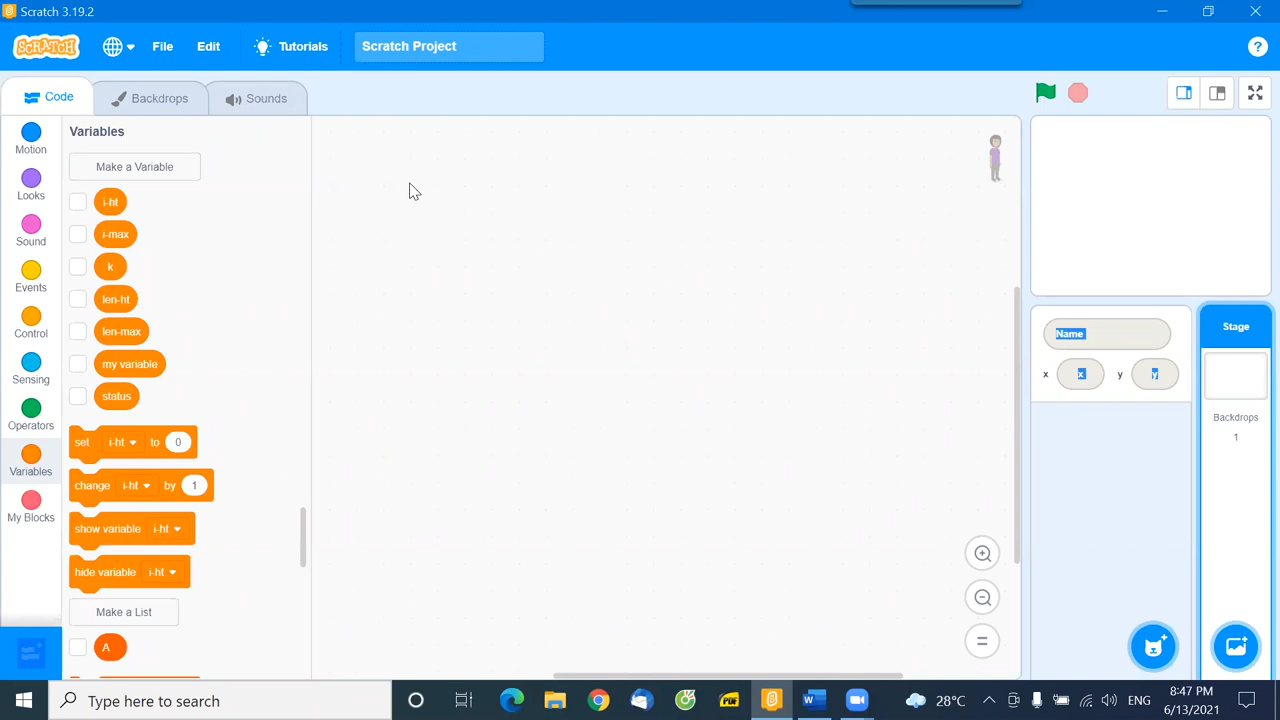 Scratch 3.19.2
SCRATCH
File
Edit
Tutorials
Scratch Project
?
Code
Backdrops
Sounds
Motion
Looks
Sound
Events
Control
Sensing
Operators
Variables
My Blocks
Variables
Make a Variable
i-ht
i-max
k
len-ht
len-max
my variable
status
set i-ht to 0
change i-ht by 1
show variable i-ht
hide variable i-ht
Make a List
A
Name
x x y y
Stage
Backdrops
1
Type here to search
PDF
28°C
ENG
8:47 PM
6/13/2021